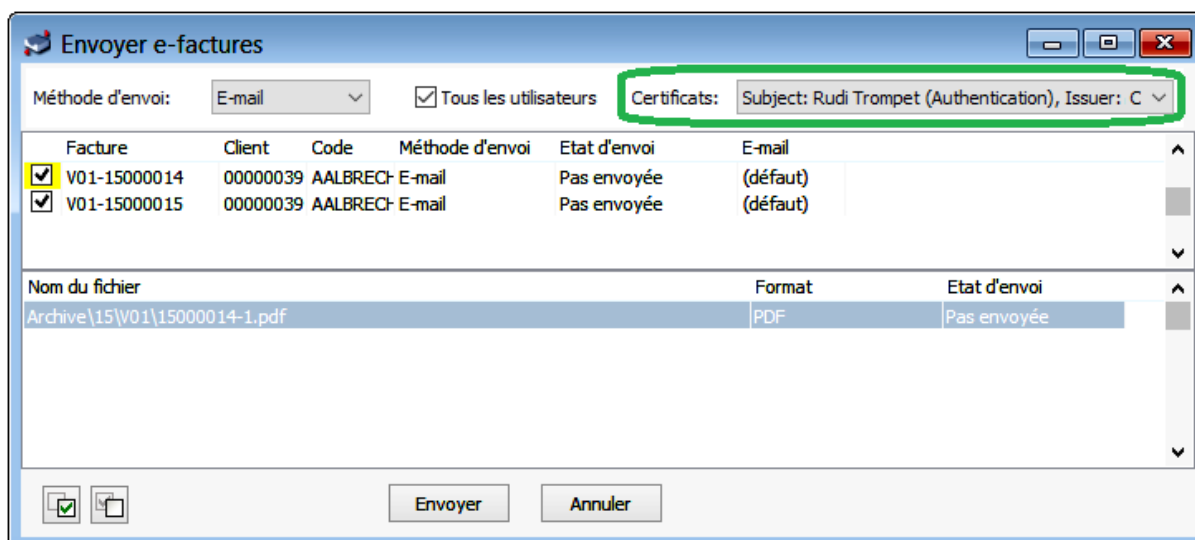 Envoyer e-factures
Méthode d'envoi: E-mail Tous les utilisateurs Certificats: Subject: Rudi Trompet (Authentication), Issuer: C
Facture Client Code Méthode d'envoi Etat d'envoi E-mail
V01-15000014 00000039 AALBRECH E-mail Pas envoyée (défaut)
V01-15000015 00000039 AALBRECH E-mail Pas envoyée (défaut)
Nom du fichier Format Etat d'envoi
Archive\15\V01\15000014-1.pdf PDF Pas envoyée
Envoyer Annuler